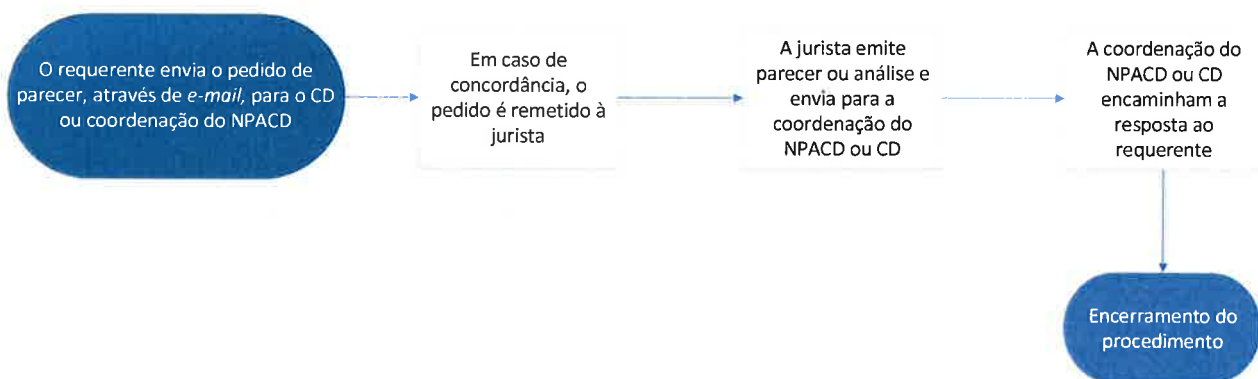 O requerente envia o pedido de
parecer, através de e-mail, para o CD
ou coordenação do NPACD
Em caso de
concordância, o
pedido é remetido à
jurista
A jurista emite
parecer ou análise e
envia para a
coordenação do
NPACD ou CD
A coordenação do
NPACD ou CD
encaminham a
resposta ao
requerente
Encerramento do
procedimento